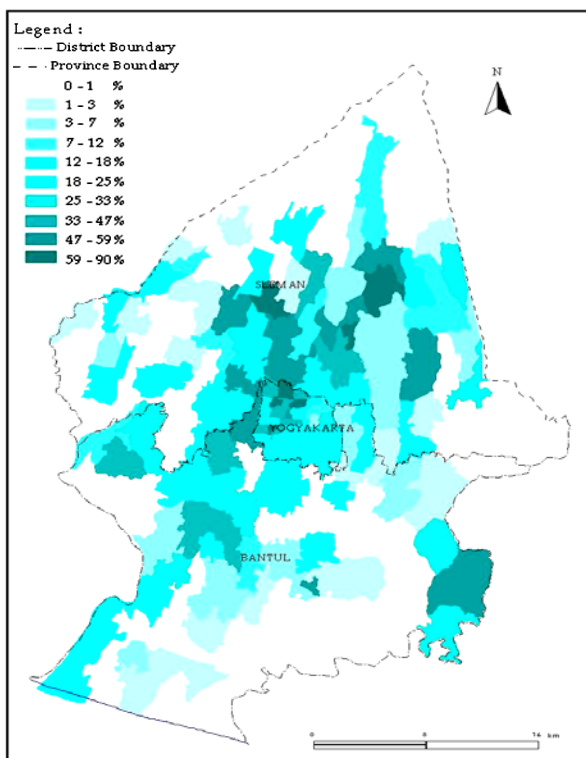 Legend :
District Boundary
Province Boundary
0 - 1 %
1 - 3 %
3 - 7 %
7 - 12 %
12 - 18%
18 - 25%
25 - 33%
33 - 47%
47 - 59%
59 - 90%
N
SLEMAN
YOGYAKARTA
BANTUL
0 8 16 km